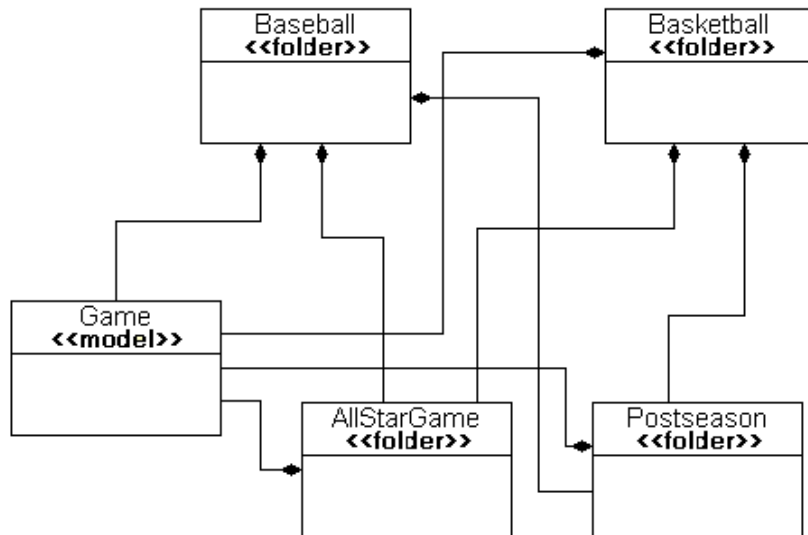 Baseball
<<folder>>
Basketball
<<folder>>
Game
<<model>>
AllStarGame
<<folder>>
Postseason
<<folder>>